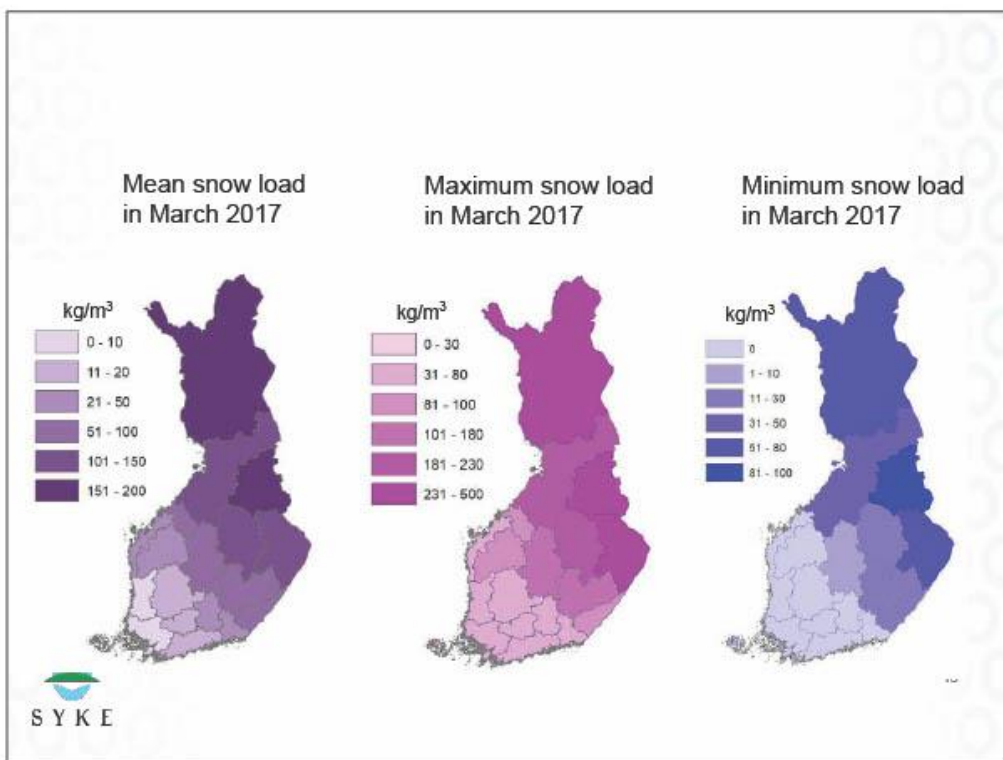 Mean snow load
in March 2017
kg/m³
0 - 10
11 - 20
21 - 50
51 - 100
101 - 150
151 - 200
Maximum snow load
in March 2017
kg/m³
0 - 30
31 - 80
81 - 100
101 - 180
181 - 230
231 - 500
Minimum snow load
in March 2017
kg/m³
0
1 - 10
11 - 30
31 - 50
51 - 80
81 - 100
SYKE